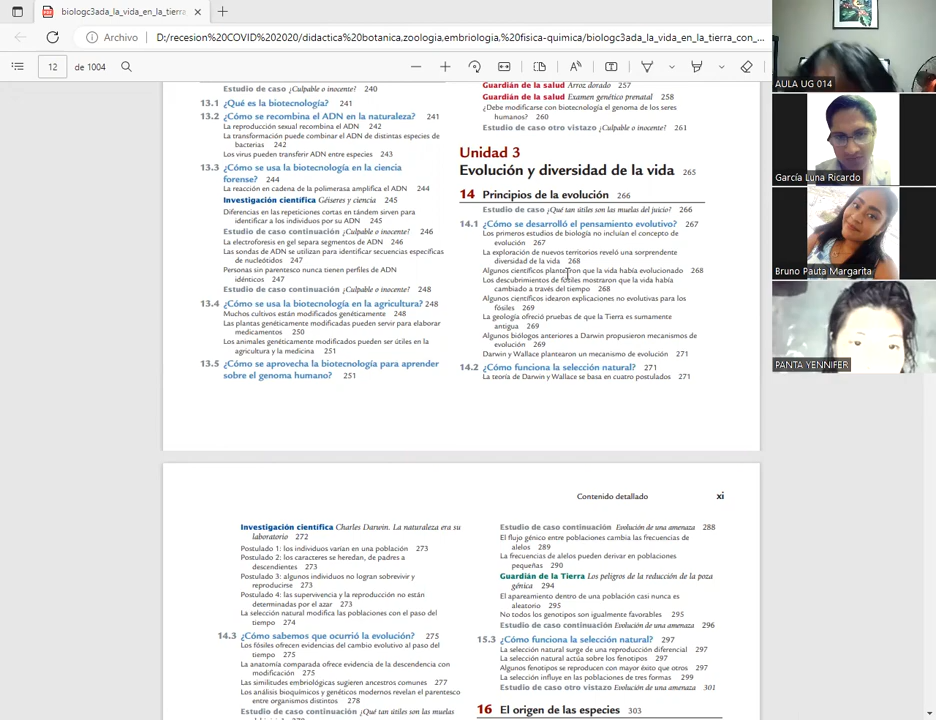 biologc3ada_la_vida_en_la_tierra
Archivo
D:/recesion%20COVID%202020/didactica%20botanica,zoologia,embriologia,%20fisica-quimica/biologc3ada_la_vida_en_la_tierra_con_...
12
de 1004
AULA UG 014
García Luna Ricardo
Bruno Pauta Margarita
PANTA YENNIFER
Estudio de caso ¿Culpable o inocente? 240
13.1 ¿Qué es la biotecnología? 241
13.2 ¿Cómo se recombina el ADN en la naturaleza? 241
La reproducción sexual recombina el ADN 242
La transformación puede combinar el ADN de distintas especies de
bacterias 242
Los virus pueden transferir ADN entre especies 243
13.3 ¿Cómo se usa la biotecnología en la ciencia
forense? 244
La reacción en cadena de la polimerasa amplifica el ADN 244
Investigación científica Géiseres y ciencia 245
Diferencias en las repeticiones cortas en tándem sirven para
identificar a los individuos por su ADN 245
Estudio de caso continuación ¿Culpable o inocente? 246
La electroforesis en gel separa segmentos de ADN 246
Las sondas de ADN se utilizan para identificar secuencias específicas
de nucleótidos 247
Personas sin parentesco nunca tienen perfiles de ADN
idénticos 247
Estudio de caso continuación ¿Culpable o inocente? 248
13.4 ¿Cómo se usa la biotecnología en la agricultura? 248
Muchos cultivos están modificados genéticamente 248
Las plantas genéticamente modificadas pueden servir para elaborar
medicamentos 250
Los animales genéticamente modificados pueden ser útiles en la
agricultura y la medicina 251
13.5 ¿Cómo se aprovecha la biotecnología para aprender
sobre el genoma humano? 251
Guardián de la salud Arroz dorado 257
Guardián de la salud Examen genético prenatal 258
¿Debe modificarse con biotecnología el genoma de los seres
humanos? 260
Estudio de caso otro vistazo ¿Culpable o inocente? 261
Unidad 3
Evolución y diversidad de la vida 265
14 Principios de la evolución 266
Estudio de caso ¿Qué tan útiles son las muelas del juicio? 266
14.1 ¿Cómo se desarrolló el pensamiento evolutivo? 267
Los primeros estudios de biología no incluían el concepto de
evolución 267
La exploración de nuevos territorios reveló una sorprendente
diversidad de la vida 268
Algunos científicos plantearon que la vida había evolucionado 268
Los descubrimientos de fósiles mostraron que la vida había
cambiado a través del tiempo 268
Algunos científicos idearon explicaciones no evolutivas para los
fósiles 269
La geología ofreció pruebas de que la Tierra es sumamente
antigua 269
Algunos biólogos anteriores a Darwin propusieron mecanismos de
evolución 269
Darwin y Wallace plantearon un mecanismo de evolución 271
14.2 ¿Cómo funciona la selección natural? 271
La teoría de Darwin y Wallace se basa en cuatro postulados 271
Contenido detallado xi
Investigación científica Charles Darwin. La naturaleza era su
laboratorio 272
Postulado 1: los individuos varían en una población 273
Postulado 2: los caracteres se heredan, de padres a
descendientes 273
Postulado 3: algunos individuos no logran sobrevivir y
reproducirse 273
Postulado 4: las supervivencia y la reproducción no están
determinadas por el azar 273
La selección natural modifica las poblaciones con el paso del
tiempo 274
14.3 ¿Cómo sabemos que ocurrió la evolución? 275
Los fósiles ofrecen evidencias del cambio evolutivo al paso del
tiempo 275
La anatomía comparada ofrece evidencia de la descendencia con
modificación 275
Las similitudes embriológicas sugieren ancestros comunes 277
Los análisis bioquímicos y genéticos modernos revelan el parentesco
entre organismos distintos 278
Estudio de caso continuación ¿Qué tan útiles son las muelas
Estudio de caso continuación Evolución de una amenaza 288
El flujo génico entre poblaciones cambia las frecuencias de
alelos 289
La frecuencias de alelos pueden derivar en poblaciones
pequeñas 290
Guardián de la Tierra Los peligros de la reducción de la poza
génica 294
El apareamiento dentro de una población casi nunca es
aleatorio 295
No todos los genotipos son igualmente favorables 295
Estudio de caso continuación Evolución de una amenaza 296
15.3 ¿Cómo funciona la selección natural? 297
La selección natural surge de una reproducción diferencial 297
La selección natural actúa sobre los fenotipos 297
Algunos fenotipos se reproducen con mayor éxito que otros 297
La selección influye en las poblaciones de tres formas 299
Estudio de caso otro vistazo Evolución de una amenaza 301
16 El origen de las especies 303